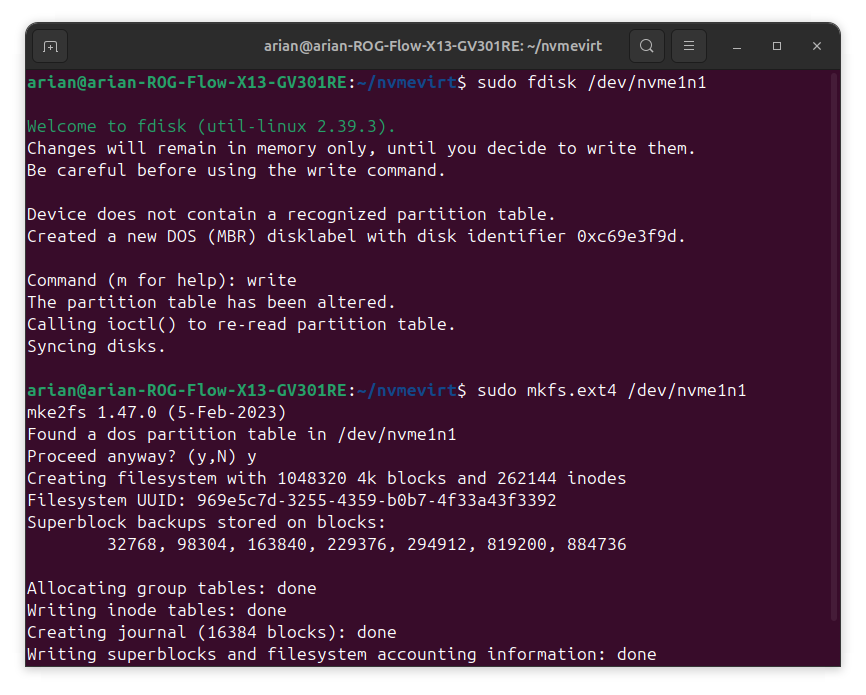 arian@arian-ROG-Flow-X13-GV301RE: ~/nvmevirt
arian@arian-ROG-Flow-X13-GV301RE:~/nvmevirt$ sudo fdisk /dev/nvme1n1
Welcome to fdisk (util-linux 2.39.3).
Changes will remain in memory only, until you decide to write them.
Be careful before using the write command.
Device does not contain a recognized partition table.
Created a new DOS (MBR) disklabel with disk identifier 0xc69e3f9d.
Command (m for help): write
The partition table has been altered.
Calling ioctl() to re-read partition table.
Syncing disks.
arian@arian-ROG-Flow-X13-GV301RE:~/nvmevirt$ sudo mkfs.ext4 /dev/nvme1n1
mke2fs 1.47.0 (5-Feb-2023)
Found a dos partition table in /dev/nvme1n1
Proceed anyway? (y,N) y
Creating filesystem with 1048320 4k blocks and 262144 inodes
Filesystem UUID: 969e5c7d-3255-4359-b0b7-4f33a43f3392
Superblock backups stored on blocks:
32768, 98304, 163840, 229376, 294912, 819200, 884736
Allocating group tables: done
Writing inode tables: done
Creating journal (16384 blocks): done
Writing superblocks and filesystem accounting information: done